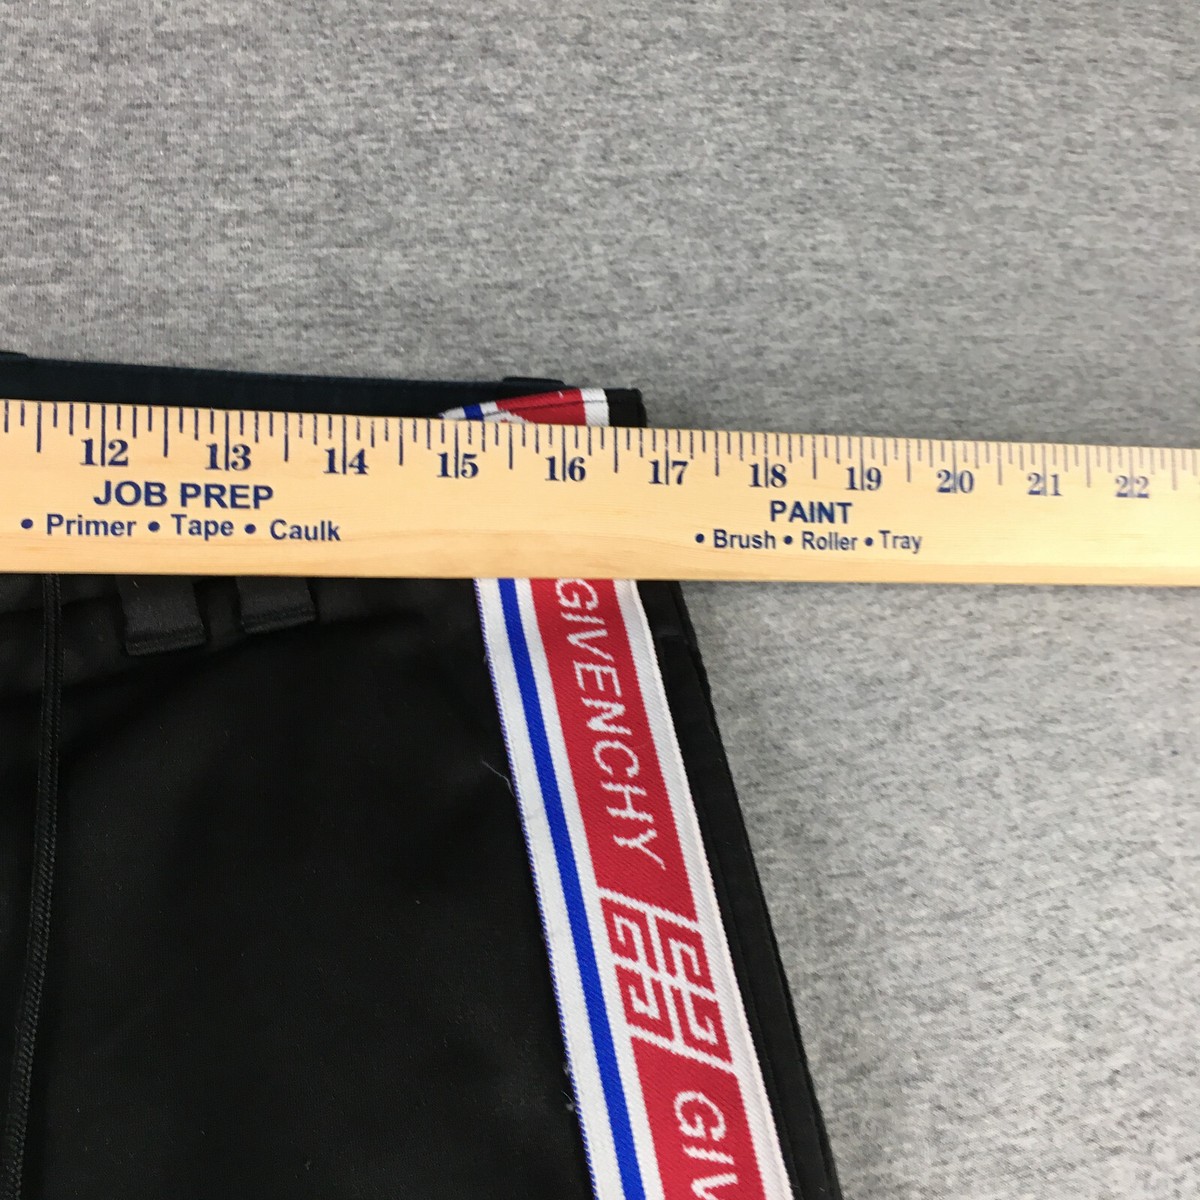 12 13 14 15 16 17 18 19 20 21 22
JOB PREP
• Primer • Tape • Caulk
PAINT
• Brush • Roller • Tray
GIVENCHY
GIV